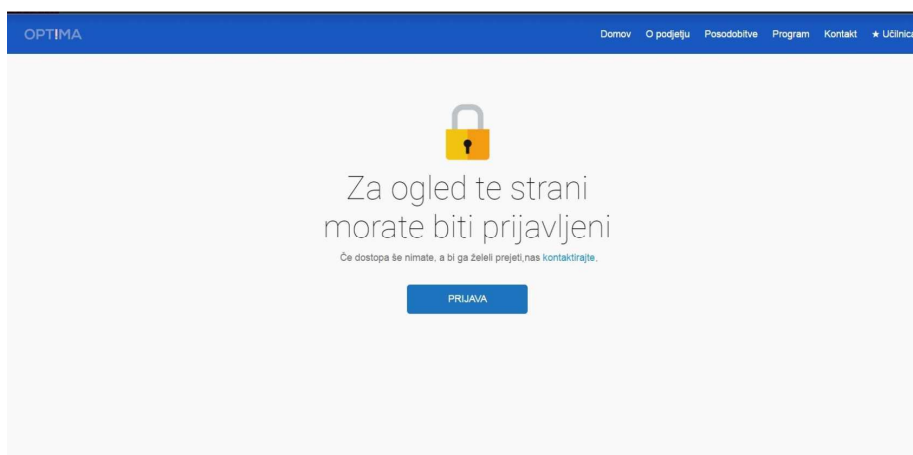 OPTIMA
Domov O podjetju Posodobitve Program Kontakt ★ Učilnica
Za ogled te strani
morate biti prijavljeni
Če dostopa še nimate, a bi ga želeli prejeti,nas kontaktirajte.
PRIJAVA